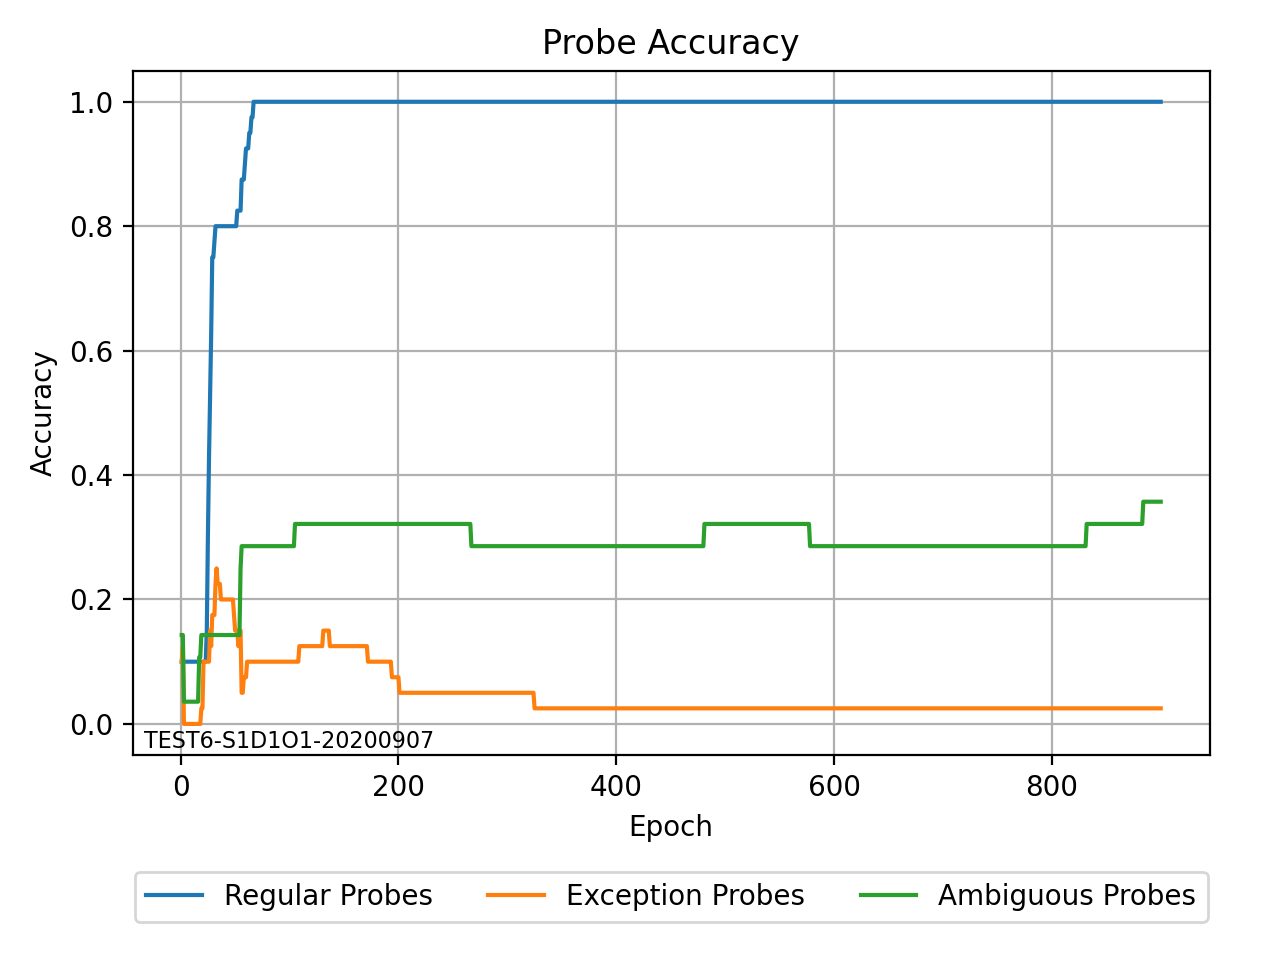 Probe Accuracy
1.0
0.8
0.6
0.4
0.2
0.0
Accuracy
TEST6-S1D1O1-20200907
0 200 400 600 800
Epoch
Regular Probes Exception Probes Ambiguous Probes